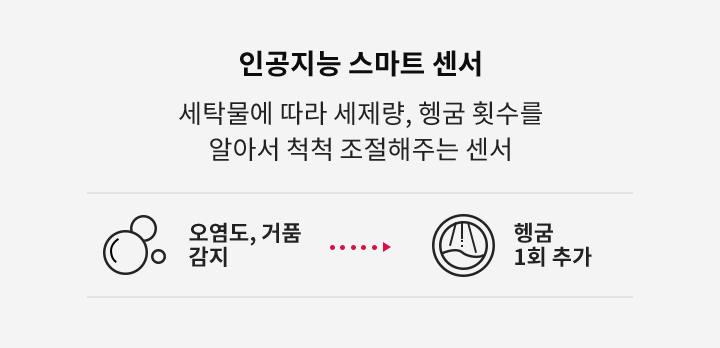 인공지능 스마트 센서
세탁물에 따라 세제량, 헹굼 횟수를
알아서 척척 조절해주는 센서
오염도, 거품
감지
헹굼
1회 추가